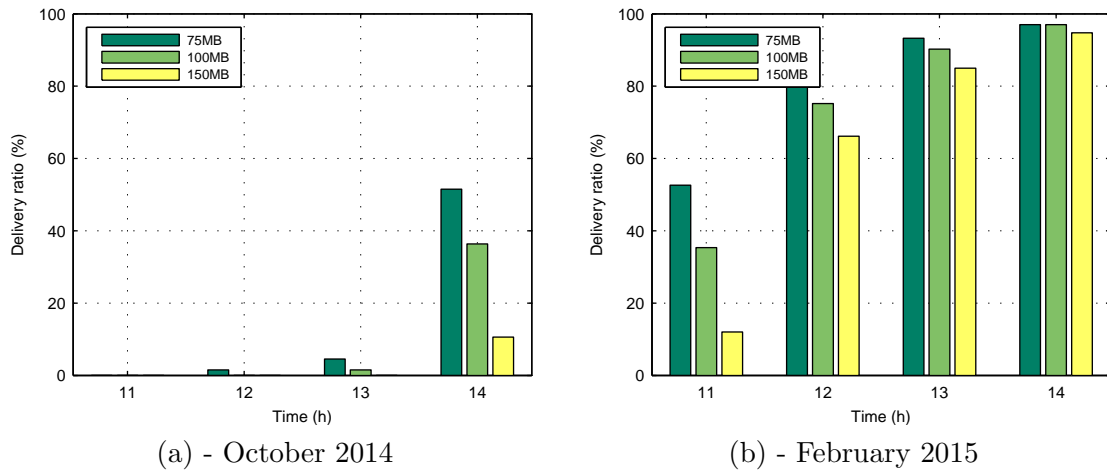 100
80
60
40
20
0
Delivery ratio (%)
75MB
100MB
150MB
11 12 13 14
Time (h)
(a) - October 2014
100
80
60
40
20
0
Delivery ratio (%)
75MB
100MB
150MB
11 12 13 14
Time (h)
(b) - February 2015